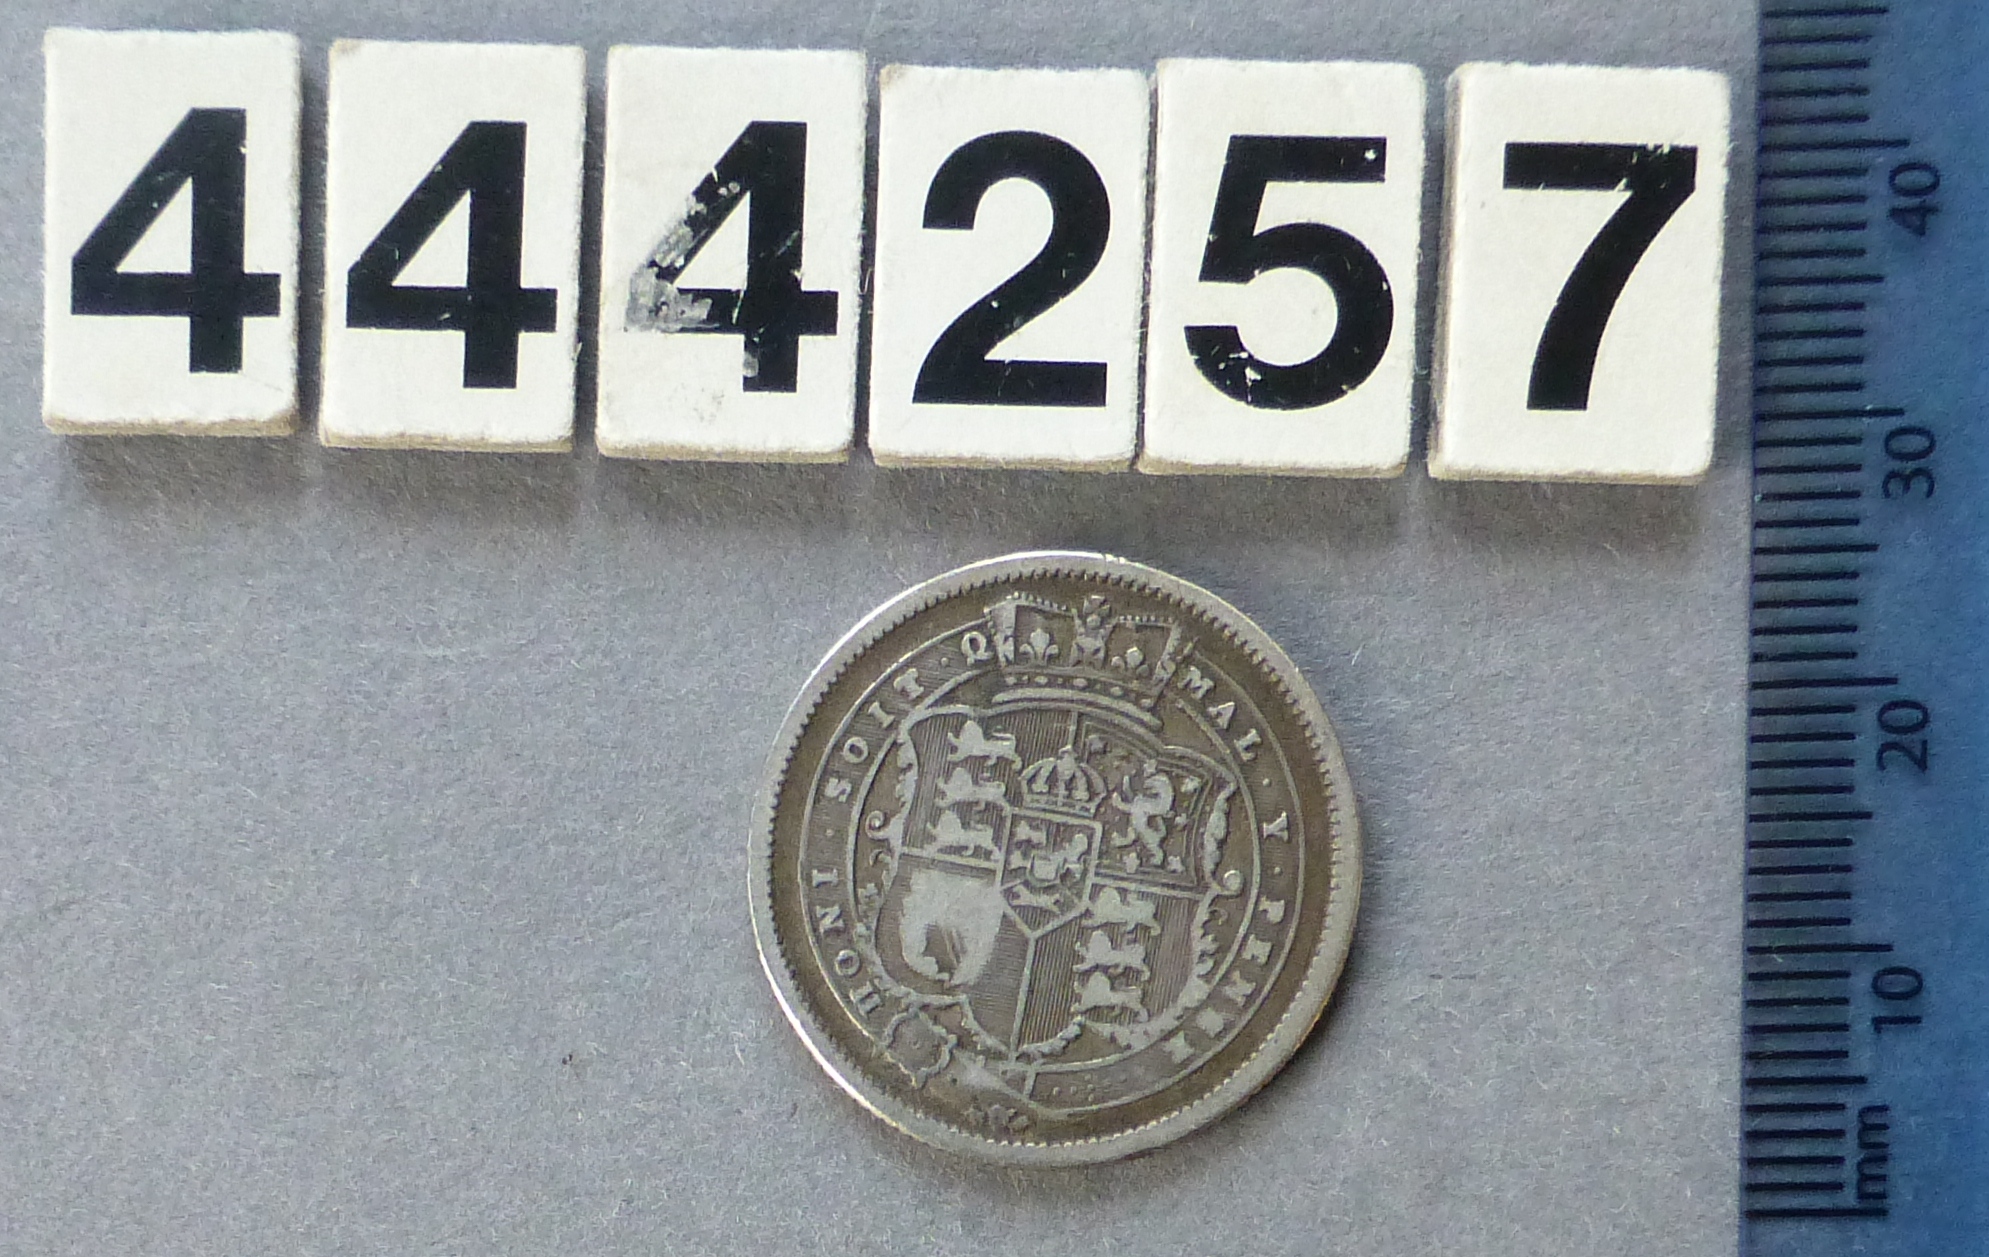 444257
HONI · SOIT · Q MAL · Y · PENSE
40
30
20
10
mm